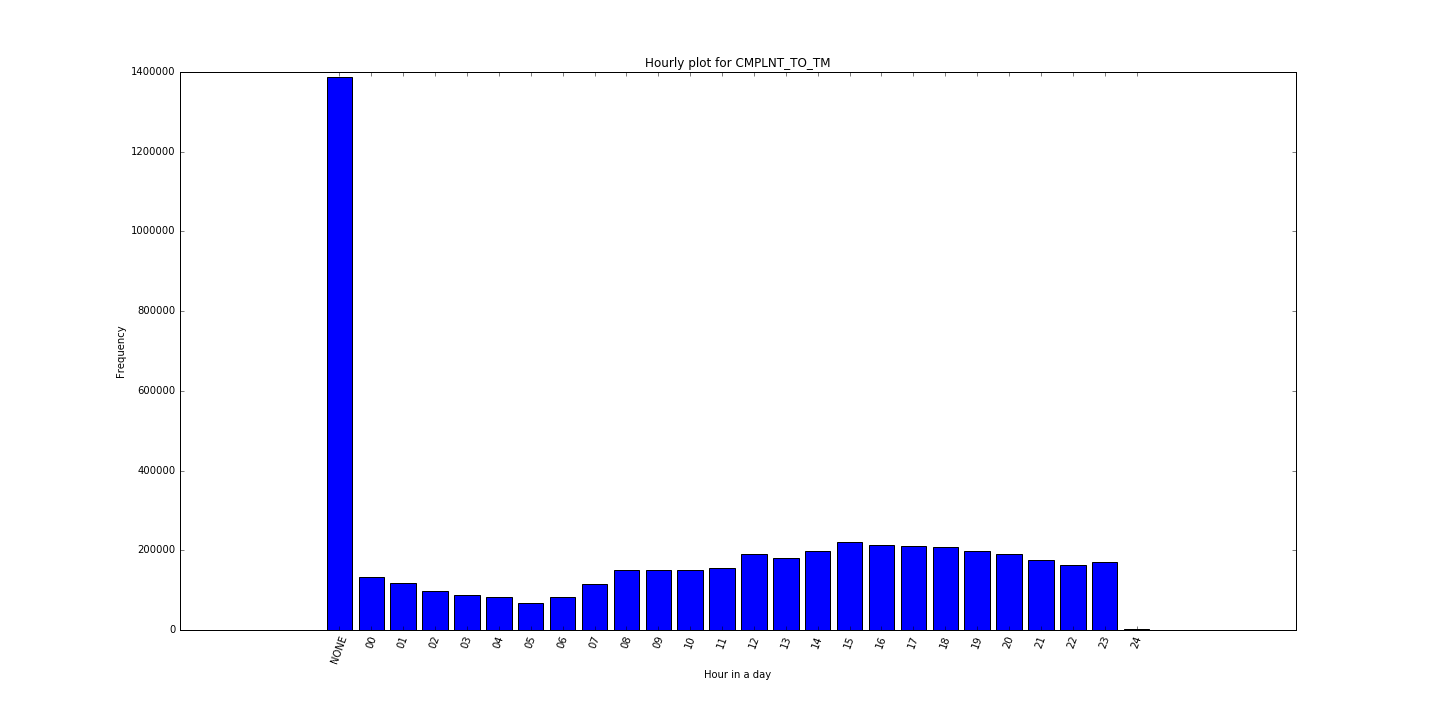 Hourly plot for CMPLNT_TO_TM
1400000
1200000
1000000
800000
600000
400000
200000
0
Frequency
NONE 00 01 02 03 04 05 06 07 08 09 10 11 12 13 14 15 16 17 18 19 20 21 22 23 24
Hour in a day